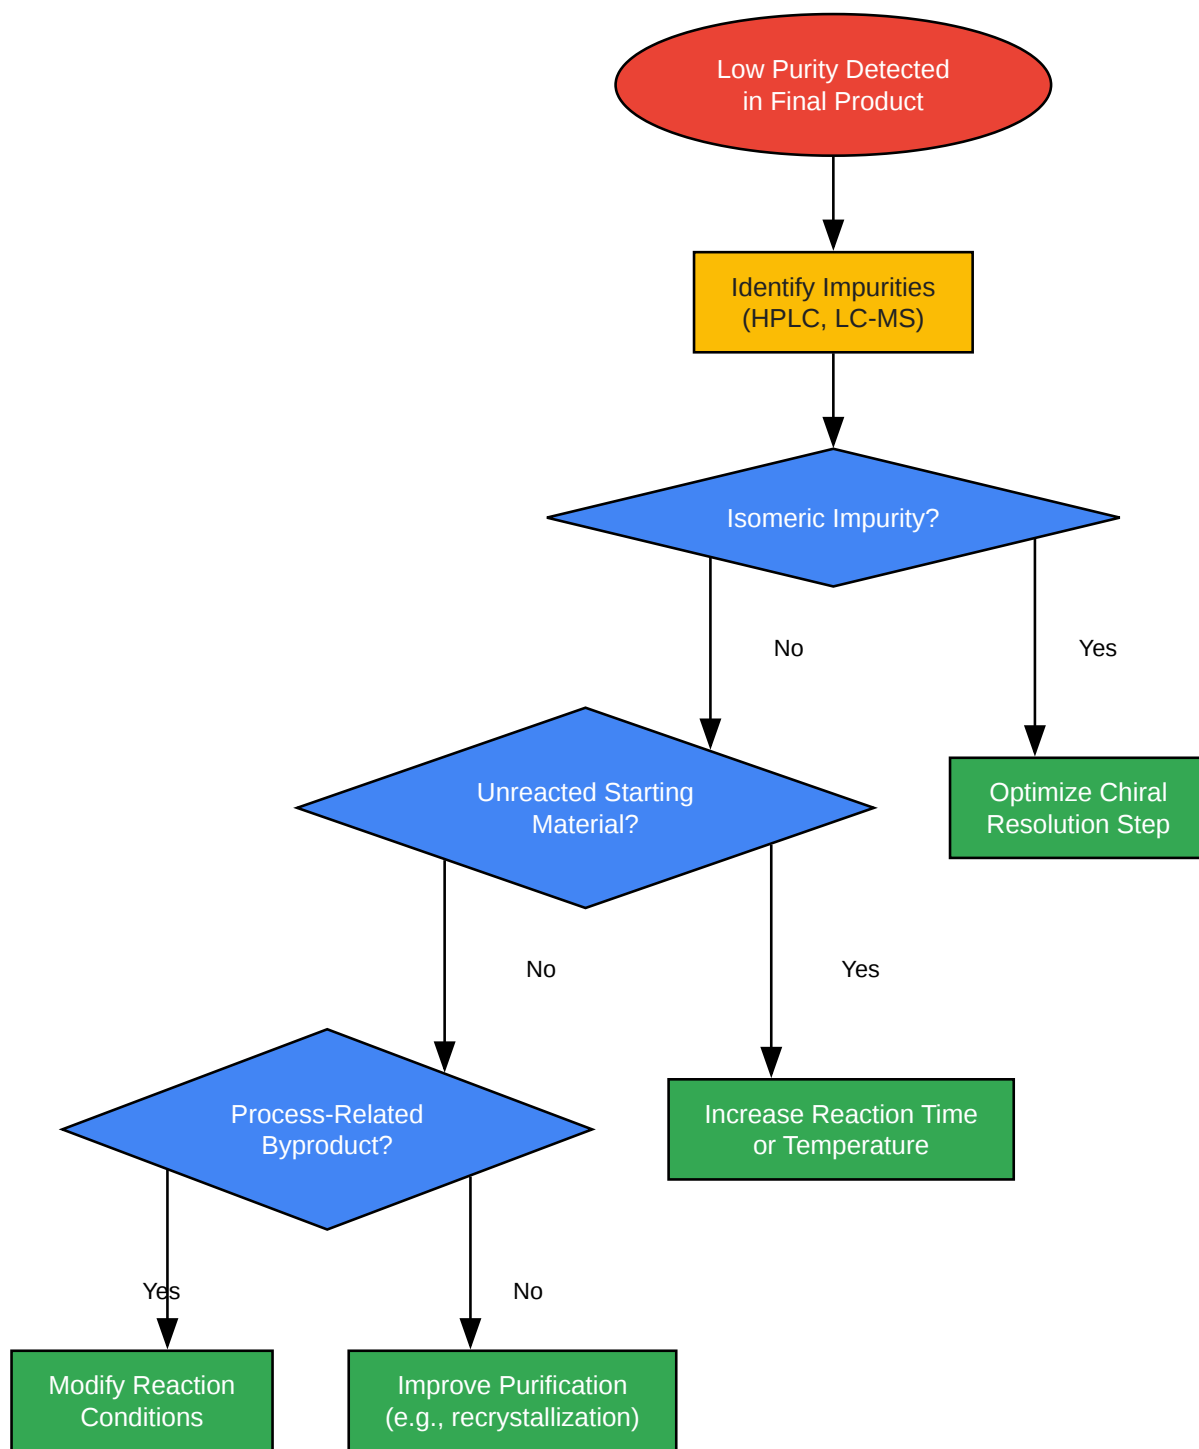 Low Purity Detected
in Final Product
Identify Impurities
(HPLC, LC-MS)
Isomeric Impurity?
No
Yes
Unreacted Starting
Material?
Optimize Chiral
Resolution Step
No
Yes
Process-Related
Byproduct?
Increase Reaction Time
or Temperature
Yes
No
Modify Reaction
Conditions
Improve Purification
(e.g., recrystallization)